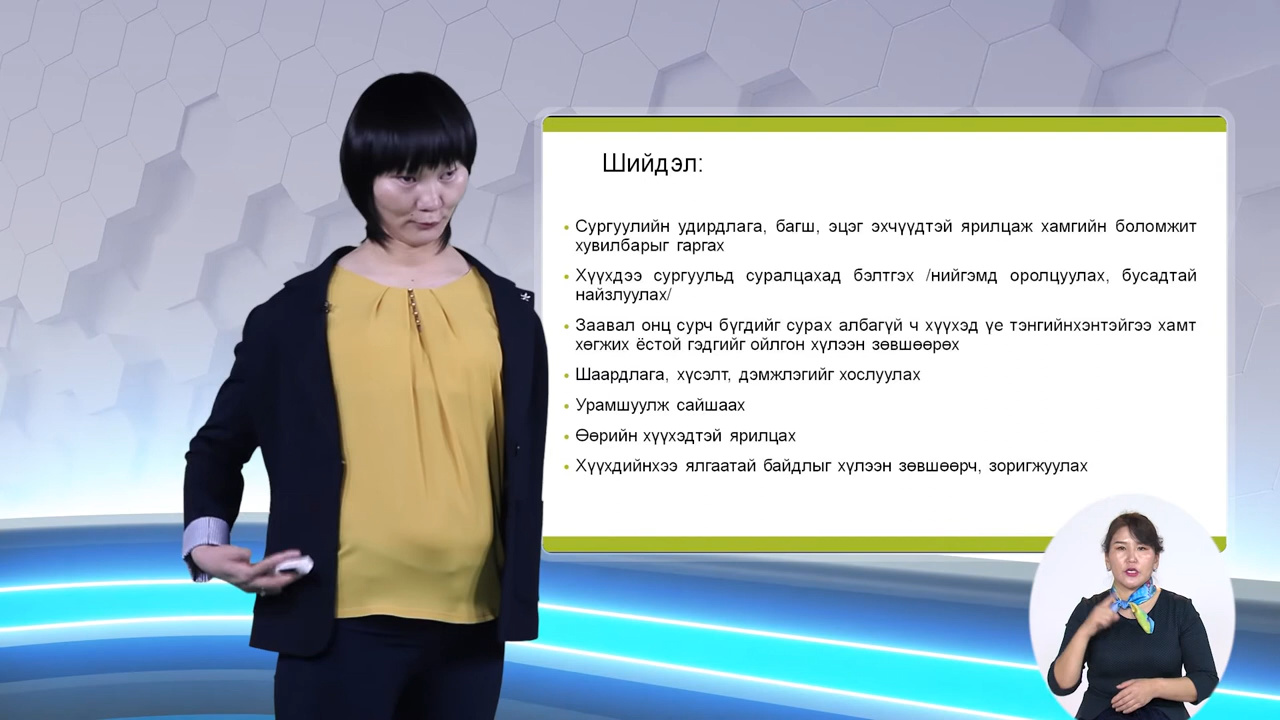 Шийдэл:
• Сургуулийн удирдлага, багш, эцэг эхчүүдтэй ярилцаж хамгийн боломжит
хувилбарыг гаргах
• Хүүхдээ сургуульд суралцахад бэлтгэх /нийгэмд оролцуулах, бусадтай
найзлуулах/
• Заавал онц сурч бүгдийг сурах албагүй ч хүүхэд үе тэнгийнхэнтэйгээ хамт
хөгжих ёстой гэдгийг ойлгон хүлээн зөвшөөрөх
• Шаардлага, хүсэлт, дэмжлэгийг хослуулах
• Урамшуулж сайшаах
• Өөрийн хүүхэдтэй ярилцах
• Хүүхдийнхээ ялгаатай байдлыг хүлээн зөвшөөрч, зоригжуулах